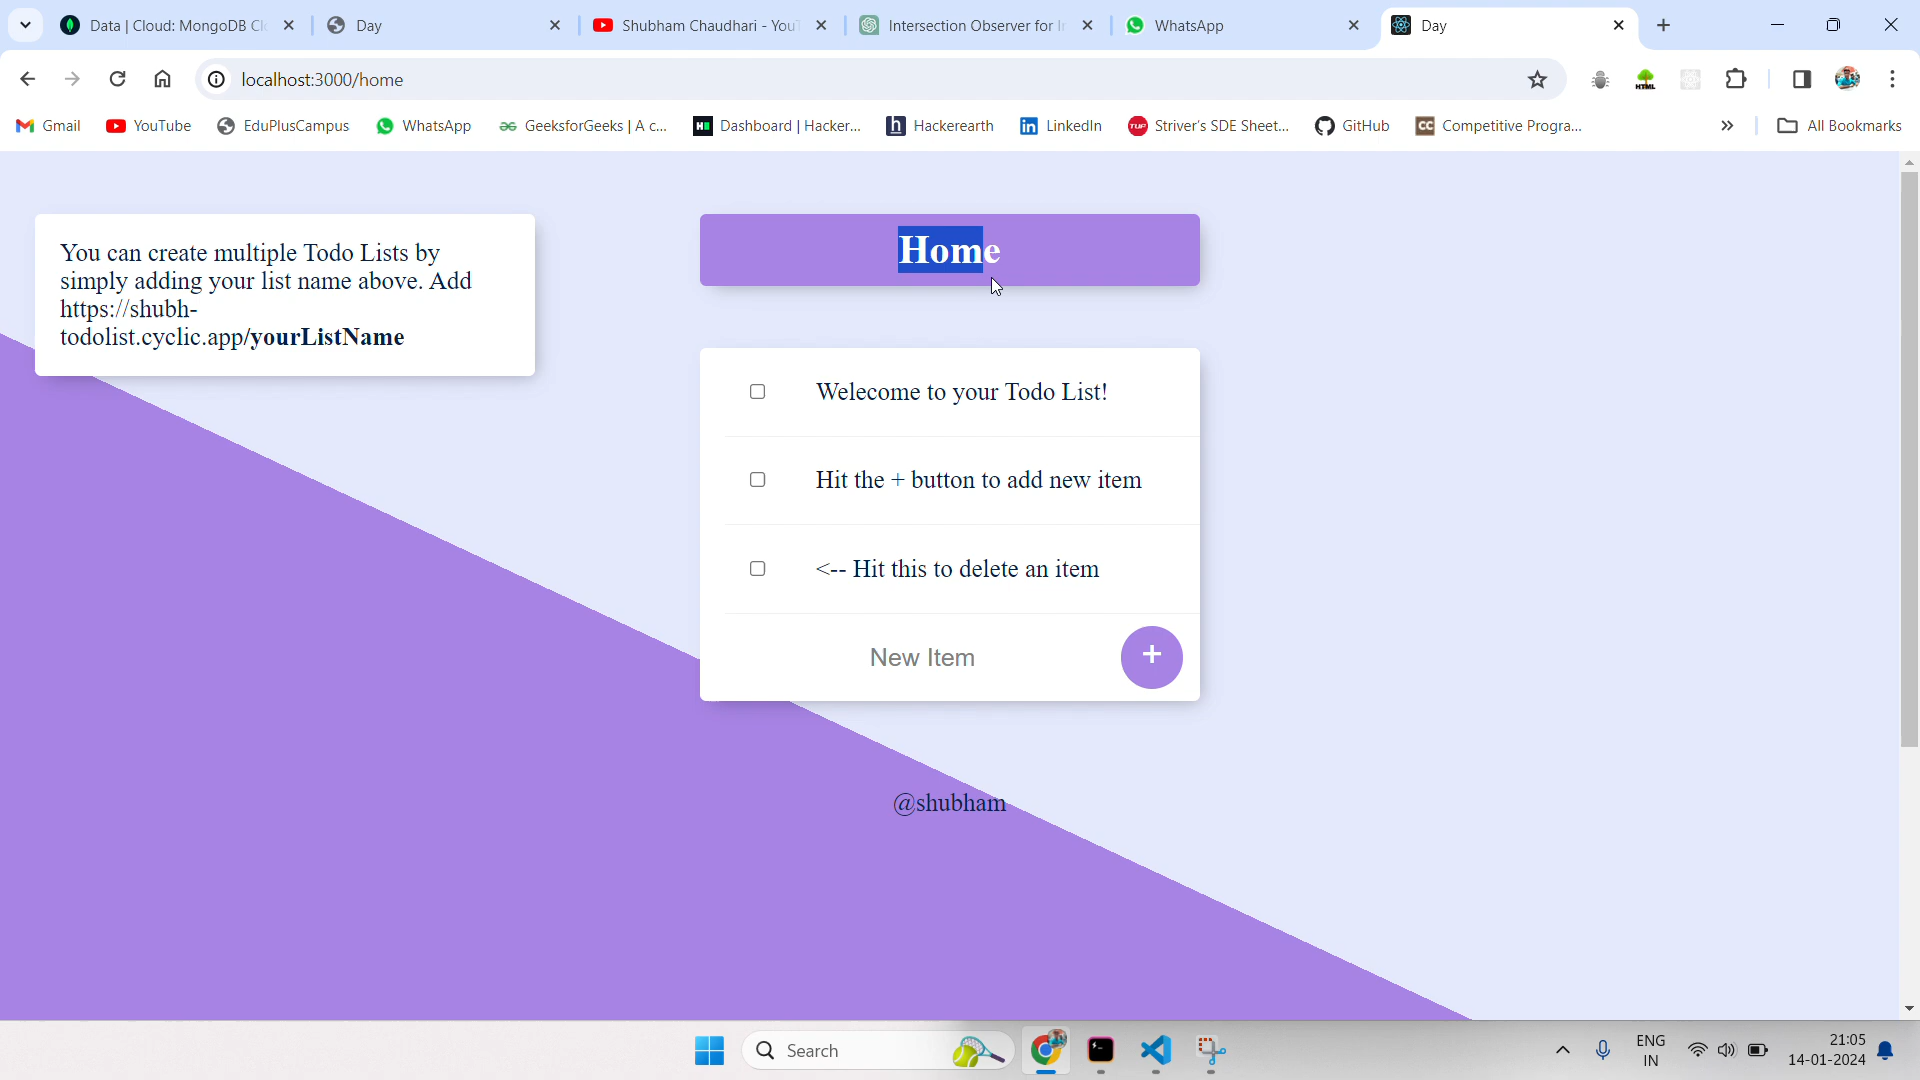 Data | Cloud: MongoDB Cl
Day
Shubham Chaudhari - YouT
Intersection Observer for In
WhatsApp
Day
localhost:3000/home
Gmail
YouTube
EduPlusCampus
WhatsApp
GeeksforGeeks | A c...
Dashboard | Hacker...
Hackerearth
LinkedIn
Striver's SDE Sheet...
GitHub
Competitive Progra...
All Bookmarks
You can create multiple Todo Lists by
simply adding your list name above. Add
https://shubh-
todolist.cyclic.app/yourListName
Home
Welecome to your Todo List!
Hit the + button to add new item
<-- Hit this to delete an item
New Item
+
@shubham
Search
ENG
IN
21:05
14-01-2024